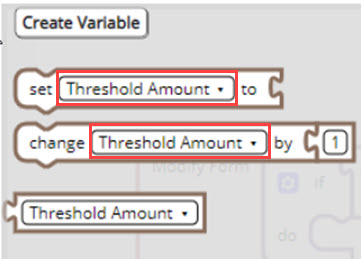 Create Variable
set Threshold Amount to
change Threshold Amount by 1
Modify Form
if
Threshold Amount
do